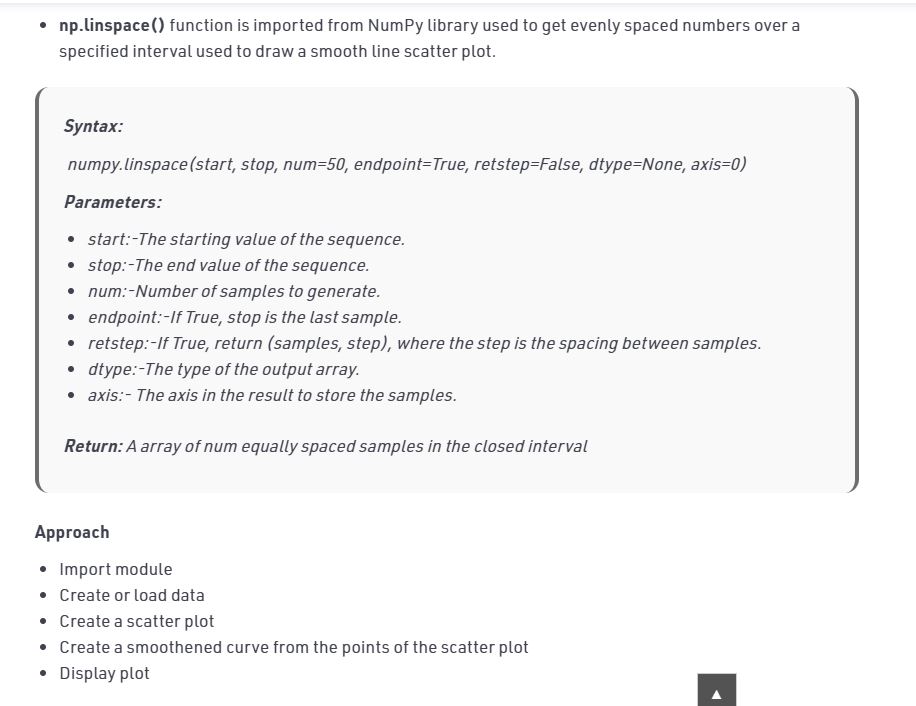 • np.linspace() function is imported from NumPy library used to get evenly spaced numbers over a
specified interval used to draw a smooth line scatter plot.
Syntax:
numpy.linspace(start, stop, num=50, endpoint=True, retstep=False, dtype=None, axis=0)
Parameters:
• start:-The starting value of the sequence.
• stop:-The end value of the sequence.
• num:-Number of samples to generate.
• endpoint:-If True, stop is the last sample.
• retstep:-If True, return (samples, step), where the step is the spacing between samples.
• dtype:-The type of the output array.
• axis:- The axis in the result to store the samples.
Return: A array of num equally spaced samples in the closed interval
Approach
• Import module
• Create or load data
• Create a scatter plot
• Create a smoothened curve from the points of the scatter plot
• Display plot